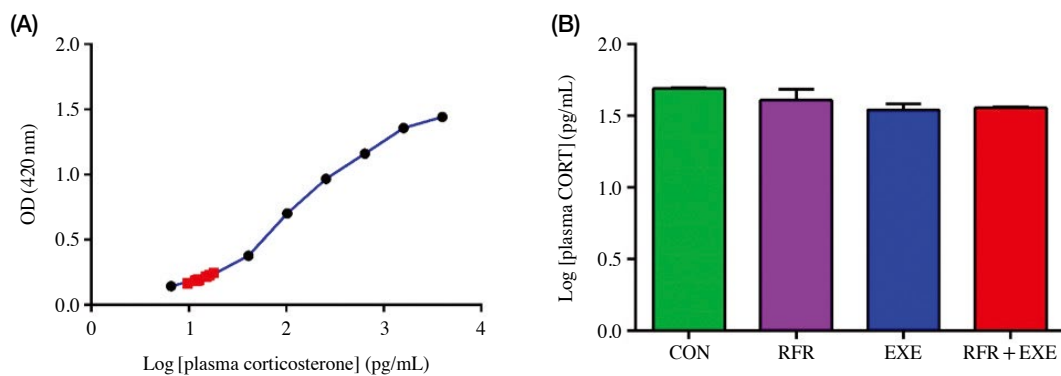 (A)
2.0
1.5
1.0
0.5
0.0
OD (420 nm)
0 1 2 3 4
Log [plasma corticosterone] (pg/mL)
(B)
2.0
1.5
1.0
0.5
0.0
Log [plasma CORT] (pg/mL)
CON RFR EXE RFR + EXE